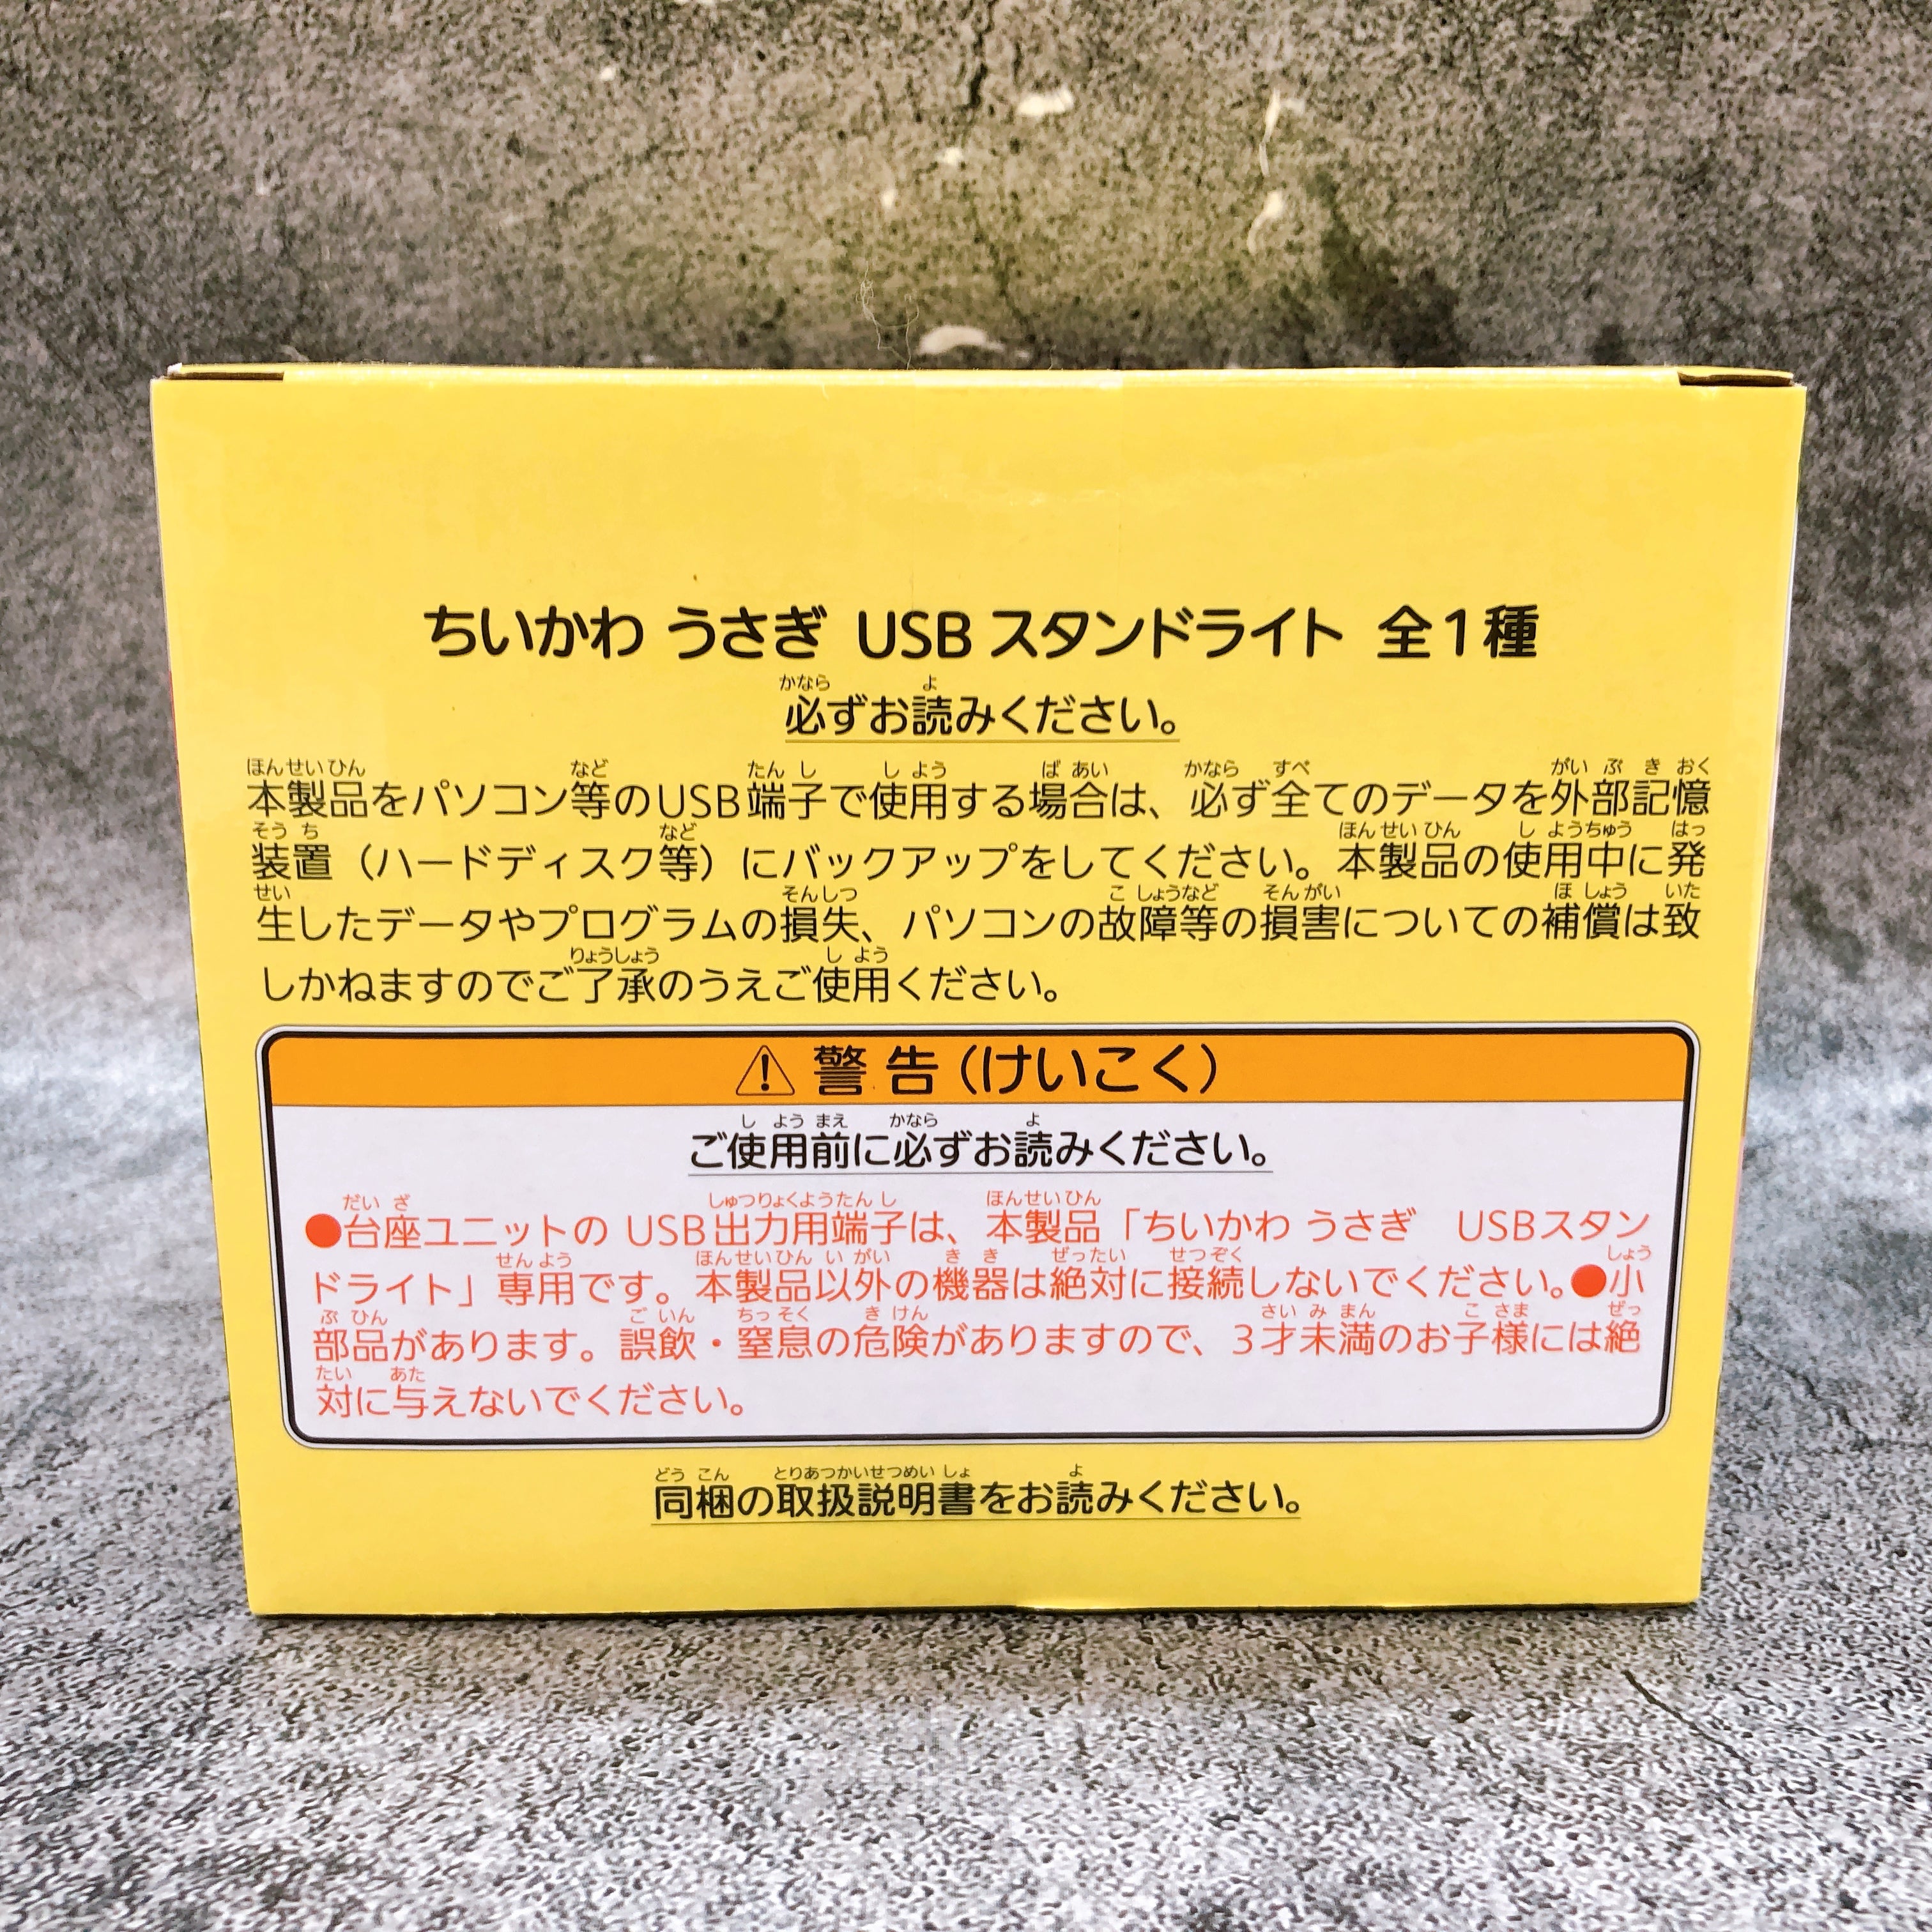 ちいかわ うさぎ USB スタンドライト 全1種
必ずお読みください。
本製品をパソコン等のUSB端子で使用する場合は、必ず全てのデータを外部記憶
装置（ハードディスク等）にバックアップをしてください。本製品の使用中に発
生したデータやプログラムの損失、パソコンの故障等の損害についての補償は致
しかねますのでご了承のうえご使用ください。
⚠ 警告（けいこく）
ご使用前に必ずお読みください。
●台座ユニットの USB出力用端子は、本製品「ちいかわ うさぎ　USBスタン
ドライト」専用です。本製品以外の機器は絶対に接続しないでください。●小
部品があります。誤飲・窒息の危険がありますので、3才未満のお子様には絶
対に与えないでください。
同梱の取扱説明書をお読みください。